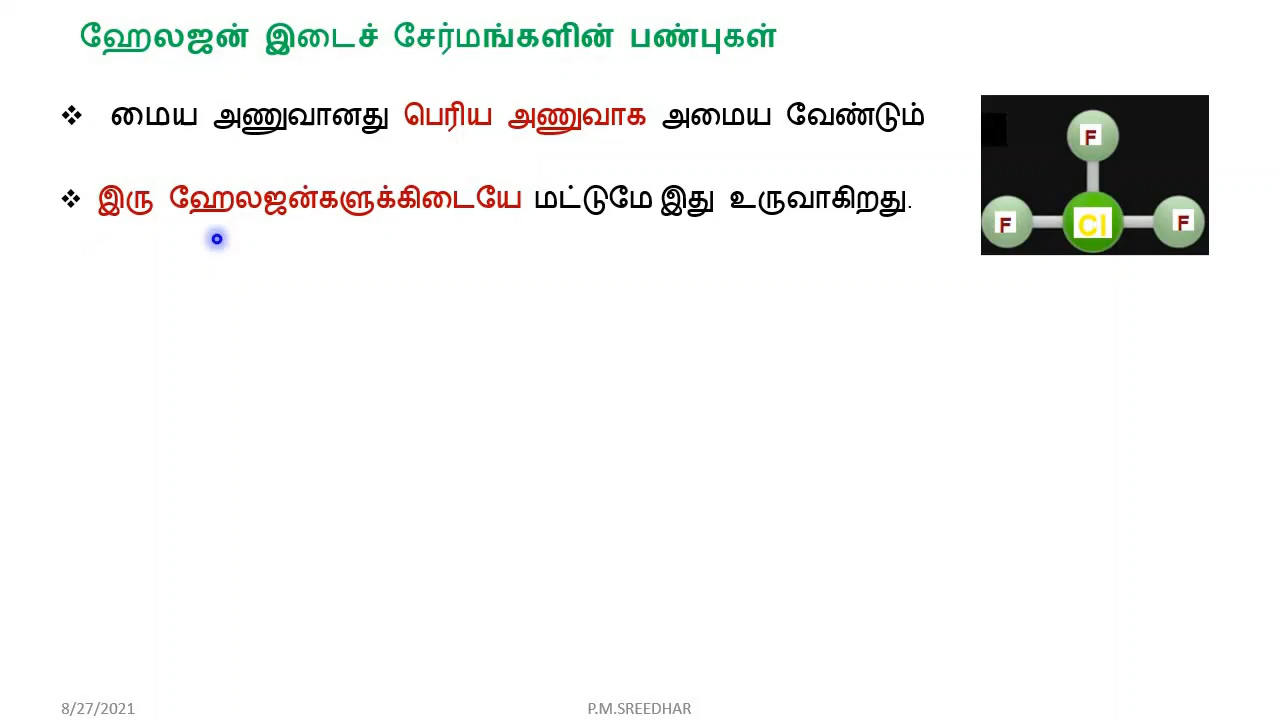 ஹேலஜன் இடைச் சேர்மங்களின் பண்புகள்
❖ மைய அணுவானது பெரிய அணுவாக அமைய வேண்டும்
❖ இரு ஹேலஜன்களுக்கிடையே மட்டுமே இது உருவாகிறது.
F
F Cl F
8/27/2021 P.M.SREEDHAR